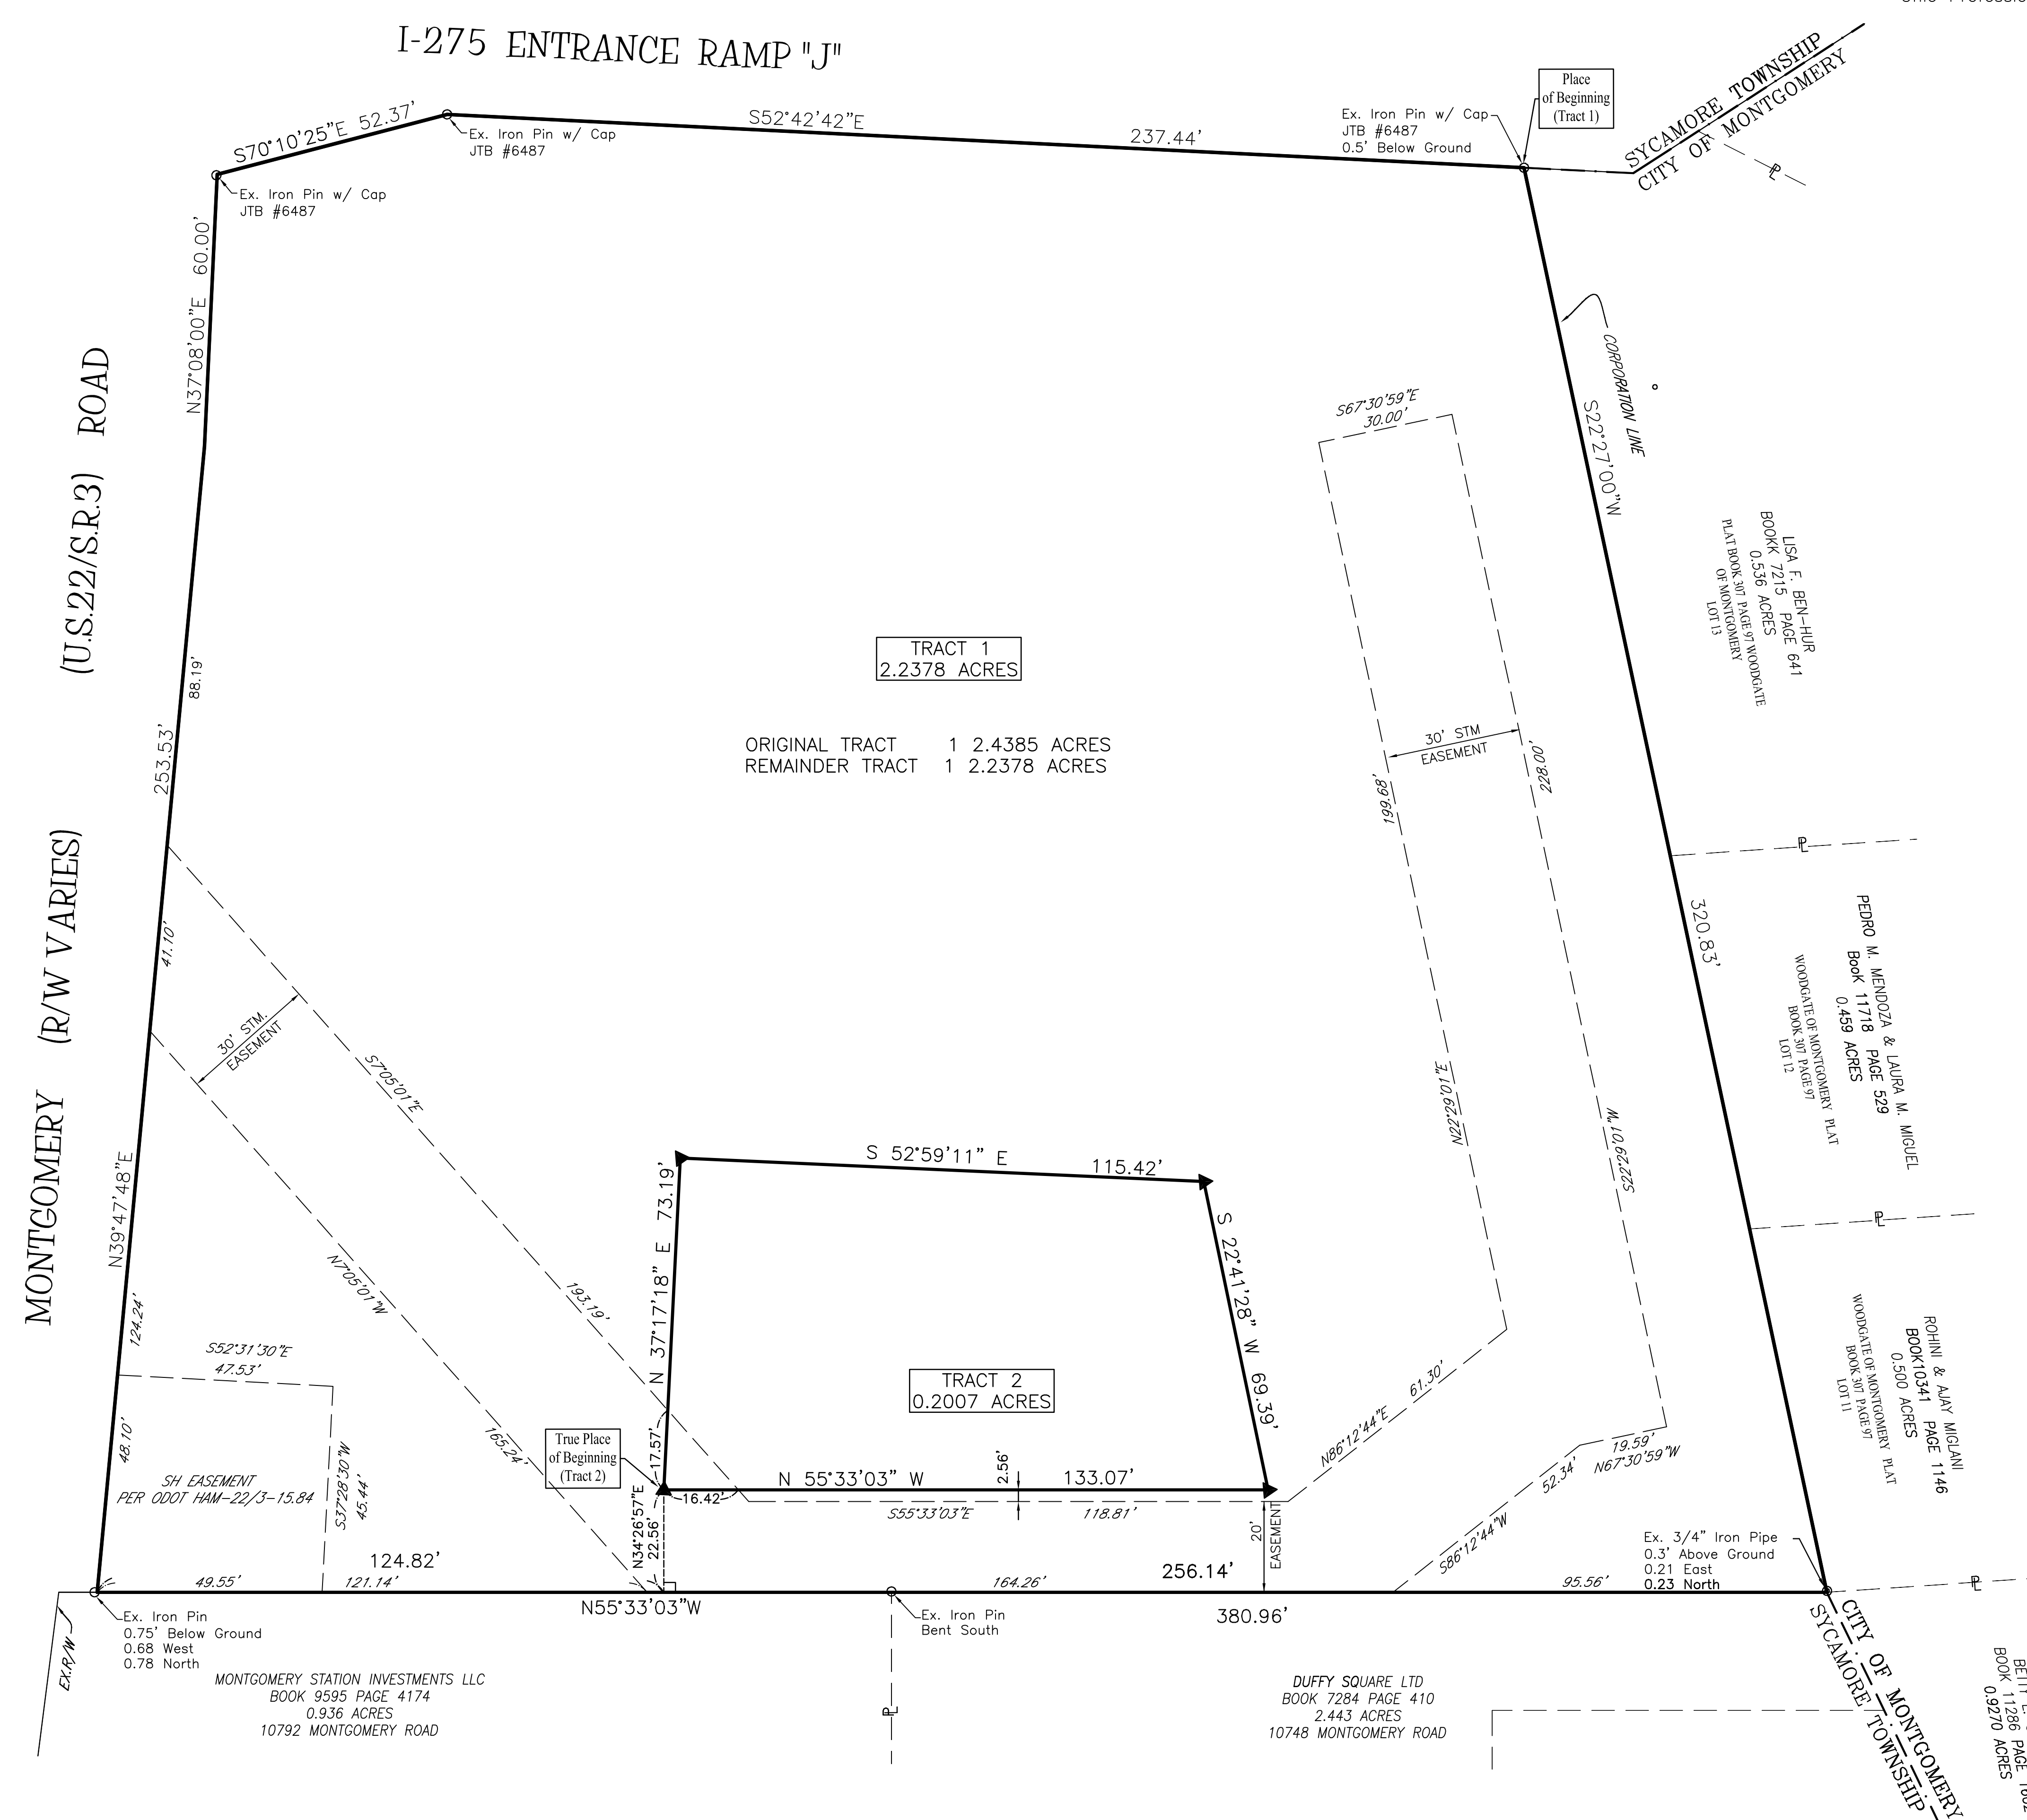 I-275 ENTRANCE RAMP "J"
SYCAMORE TOWNSHIP
CITY OF MONTGOMERY
Place
of Beginning
(Tract 1)
Ex. Iron Pin w/ Cap
JTB #6487
0.5' Below Ground
S70°10'25"E 52.37'
S52°42'42"E
237.44'
Ex. Iron Pin w/ Cap
JTB #6487
Ex. Iron Pin w/ Cap
JTB #6487
N37°08'00"E 60.00'
MONTGOMERY (R/W VARIES) (U.S.22/S.R.3) ROAD
88.19'
253.53'
41.10'
N39°47'48"E
124.24'
48.10'
CORPORATION LINE
S22°27'00"W
320.83'
S67°30'59"E
30.00'
30' STM
EASEMENT
199.68'
228.00'
N22°29'01"E
S22°29'01"W
LISA F. BEN-HUR
BOOKK 7215 PAGE 641
0.536 ACRES
PLAT BOOK 307 PAGE 97 WOODGATE
OF MONTGOMERY
LOT 13
TRACT 1
2.2378 ACRES
ORIGINAL TRACT 1 2.4385 ACRES
REMAINDER TRACT 1 2.2378 ACRES
PL
PEDRO M. MENDOZA & LAURA M. MIGUEL
BooK 11718 PAGE 529
0.459 ACRES
WOODGATE OF MONTGOMERY PLAT
BOOK 307 PAGE 97
LOT 12
PL
30' STM.
EASEMENT
S7°05'01"E
193.19'
N7°05'01"W
165.24'
S 52°59'11" E 115.42'
N 37°17'18" E 73.19'
S 22°41'28" W 69.39'
TRACT 2
0.2007 ACRES
ROHINI & AJAY MIGLANI
BOOK10341 PAGE 1146
0.500 ACRES
WOODGATE OF MONTGOMERY PLAT
BOOK 307 PAGE 97
LOT 11
PL
S52°31'30"E
47.53'
S37°28'30"W
45.44'
SH EASEMENT
PER ODOT HAM-22/3-15.84
True Place
of Beginning
(Tract 2)
17.57'
16.42'
N34°26'57"E
22.56'
N 55°33'03" W 133.07'
2.56'
S55°33'03"E 118.81'
20'
EASEMENT
N86°12'44"E
61.30'
S86°12'44"W
52.34'
19.59'
N67°30'59"W
Ex. 3/4" Iron Pipe
0.3' Above Ground
0.21 East
0.23 North
PL
124.82'
256.14'
49.55'
121.14'
164.26'
95.56'
N55°33'03"W
380.96'
Ex. Iron Pin
0.75' Below Ground
0.68 West
0.78 North
EX.R/W
Ex. Iron Pin
Bent South
MONTGOMERY STATION INVESTMENTS LLC
BOOK 9595 PAGE 4174
0.936 ACRES
10792 MONTGOMERY ROAD
PL
DUFFY SQUARE LTD
BOOK 7284 PAGE 410
2.443 ACRES
10748 MONTGOMERY ROAD
CITY OF MONTGOMERY
SYCAMORE TOWNSHIP
BOOK 11286 PAGE
0.9270 ACRES